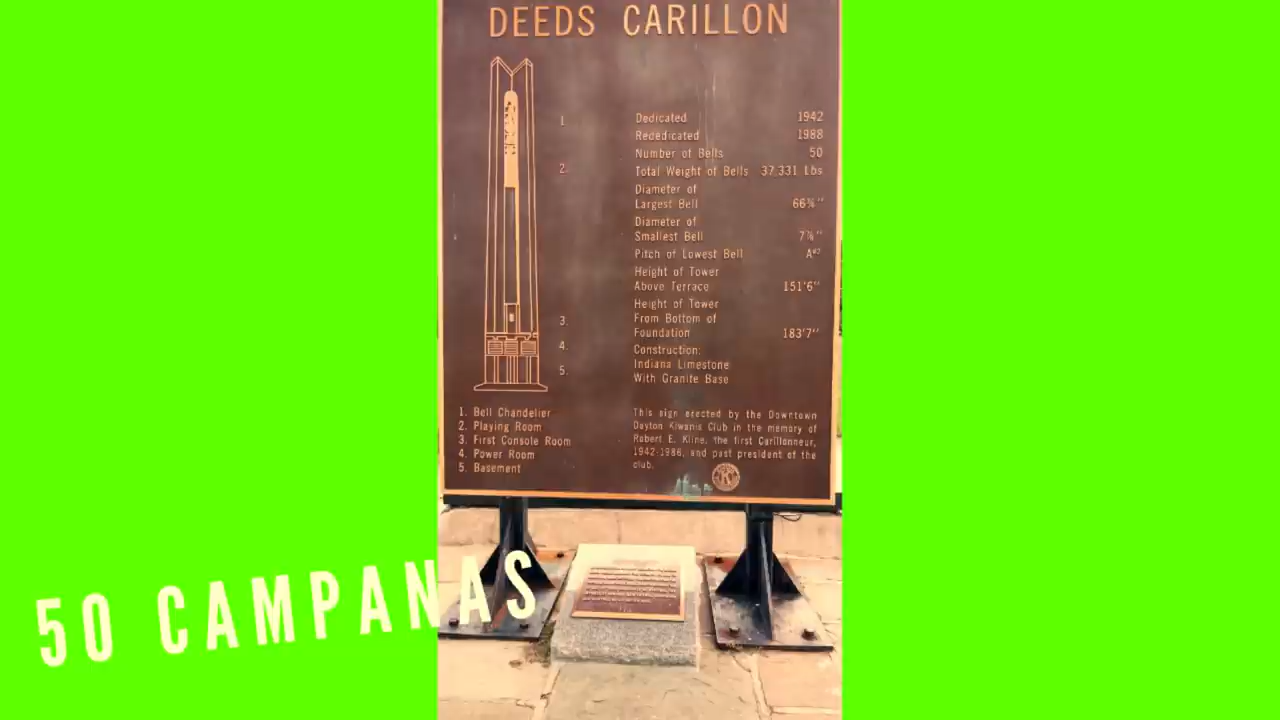 DEEDS CARILLON
1.
2.
3.
4.
5.
Dedicated 1942
Rededicated 1988
Number of Bells 50
Total Weight of Bells 37,331 Lbs
Diameter of
Largest Bell 66¾"
Diameter of
Smallest Bell 7⅞"
Pitch of Lowest Bell A#2
Height of Tower
Above Terrace 151'6"
Height of Tower
From Bottom of
Foundation 183'7"
Construction:
Indiana Limestone
With Granite Base
1. Bell Chandelier
2. Playing Room
3. First Console Room
4. Power Room
5. Basement
This sign erected by the Downtown
Dayton Kiwanis Club in the memory of
Robert E. Kline, the first Carillonneur,
1942-1986, and past president of the
club.
K
50 CAMPANAS